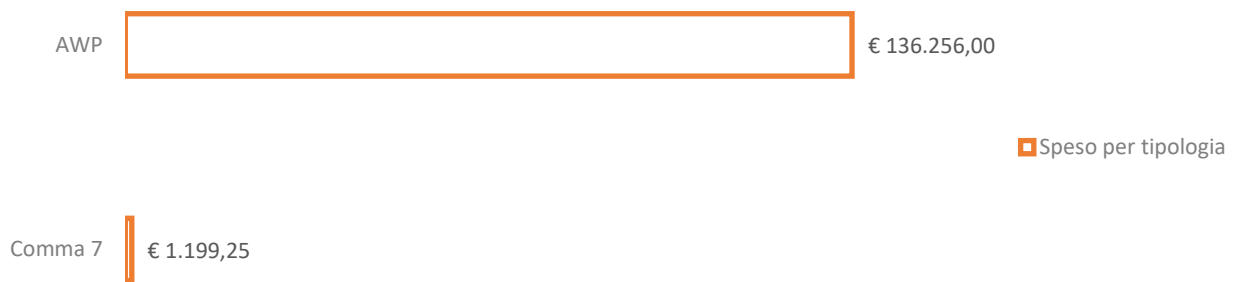 AWP
€ 136.256,00
Speso per tipologia
Comma 7
€ 1.199,25